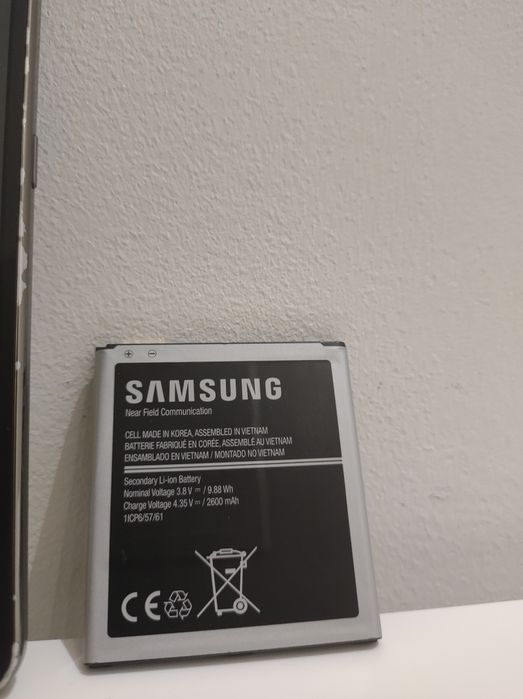 SAMSUNG
Near Field Communication
CELL MADE IN KOREA, ASSEMBLED IN VIETNAM
BATTERIE FABRIQUÉ EN CORÉE, ASSEMBLÉ AU VIETNAM
ENSAMBLADO EN VIETNAM / MONTADO NO VIETNAM
Secondary Li-ion Battery
Nominal Voltage 3.8 V ⎓ / 9.88 Wh
Charge Voltage 4.35 V ⎓ / 2600 mAh
1ICP6/57/61
CE